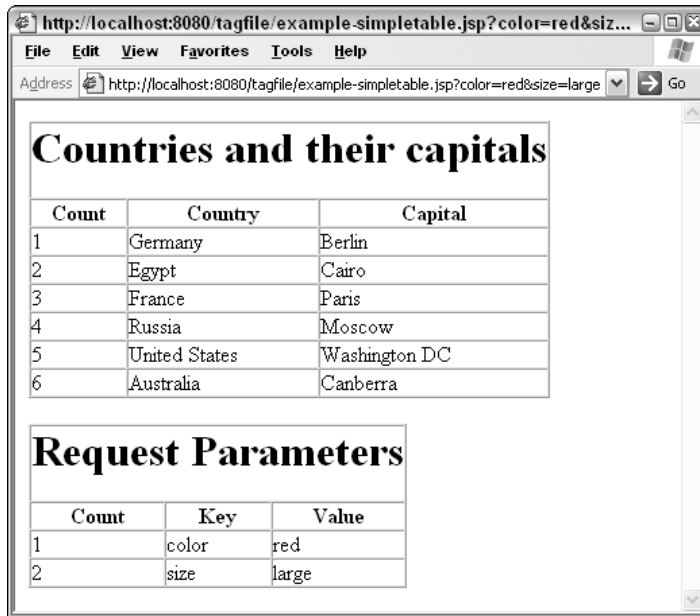 http://localhost:8080/tagfile/example-simpletable.jsp?color=red&siz...
File Edit View Favorites Tools Help
Address http://localhost:8080/tagfile/example-simpletable.jsp?color=red&size=large Go
Countries and their capitals
Count Country Capital
1 Germany Berlin
2 Egypt Cairo
3 France Paris
4 Russia Moscow
5 United States Washington DC
6 Australia Canberra
Request Parameters
Count Key Value
1 color red
2 size large